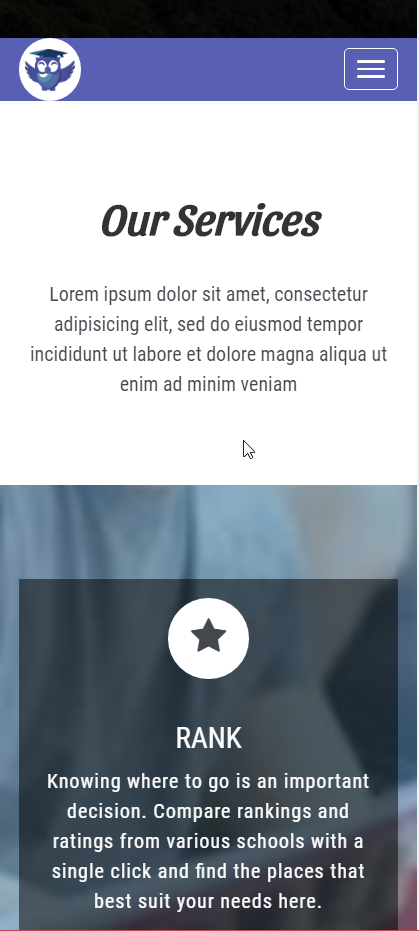 Our Services
Lorem ipsum dolor sit amet, consectetur
adipisicing elit, sed do eiusmod tempor
incididunt ut labore et dolore magna aliqua ut
enim ad minim veniam
RANK
Knowing where to go is an important
decision. Compare rankings and
ratings from various schools with a
single click and find the places that
best suit your needs here.